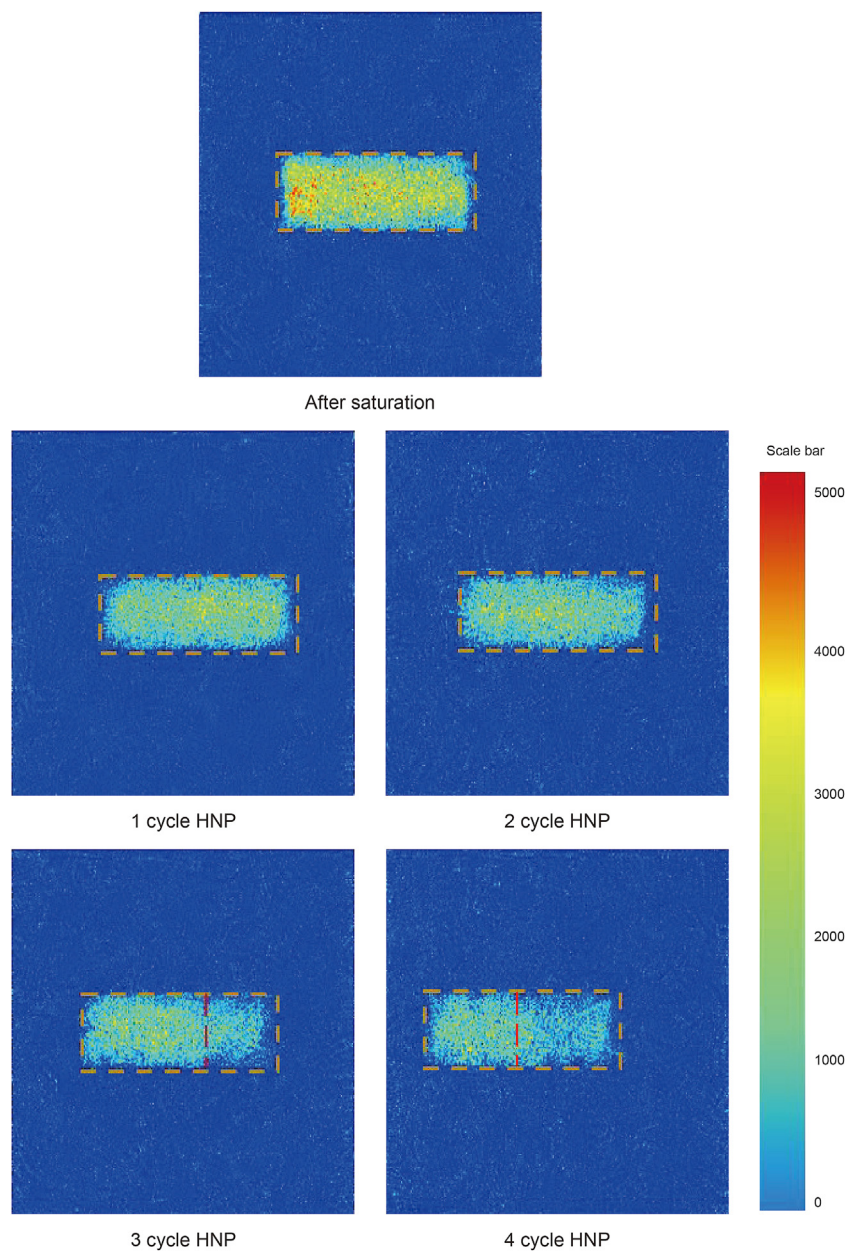 After saturation
Scale bar
5000
4000
3000
2000
1000
0
1 cycle HNP
2 cycle HNP
3 cycle HNP
4 cycle HNP